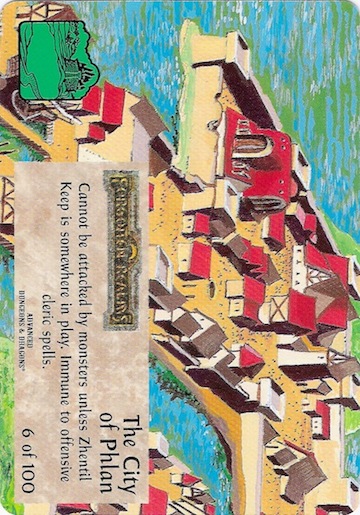 The City
of Phlan
FORGOTTEN REALMS
Cannot be attacked by monsters unless Zhentil
Keep is somewhere in play. Immune to offensive
cleric spells.
ADVANCED
DUNGEONS & DRAGONS®
6 of 100